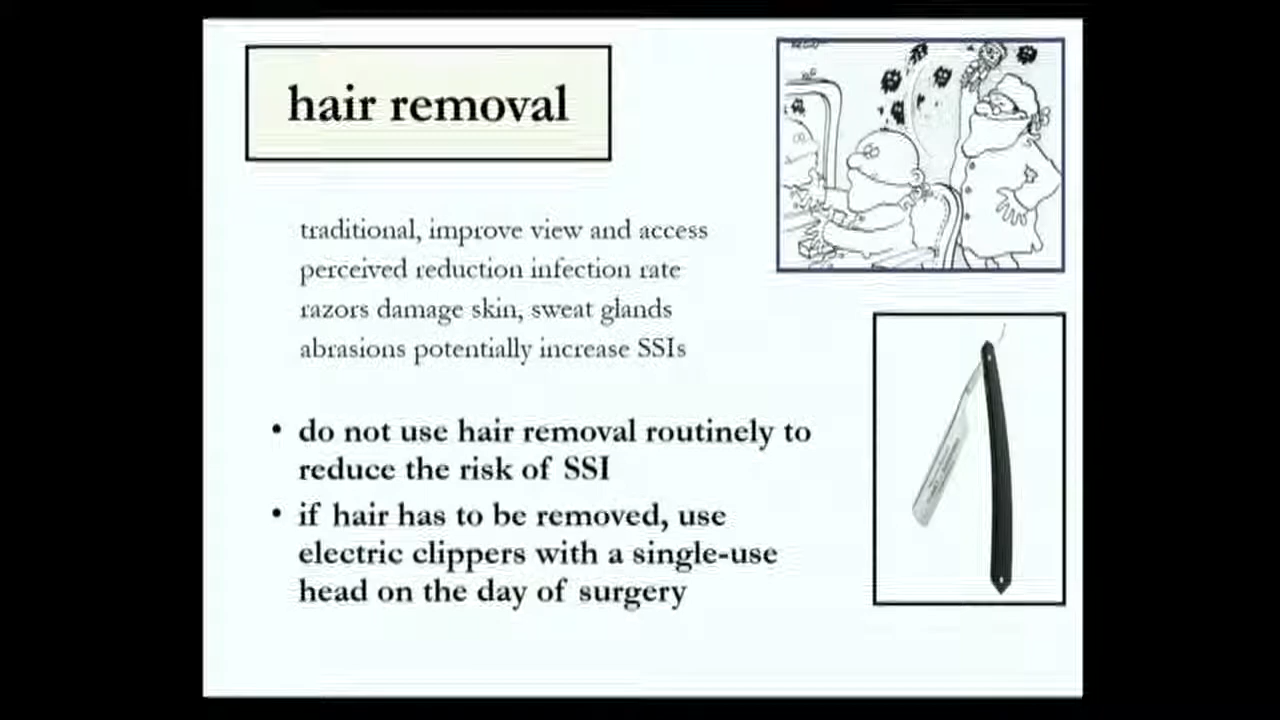 hair removal
traditional, improve view and access
perceived reduction infection rate
razors damage skin, sweat glands
abrasions potentially increase SSIs
• do not use hair removal routinely to
reduce the risk of SSI
• if hair has to be removed, use
electric clippers with a single-use
head on the day of surgery